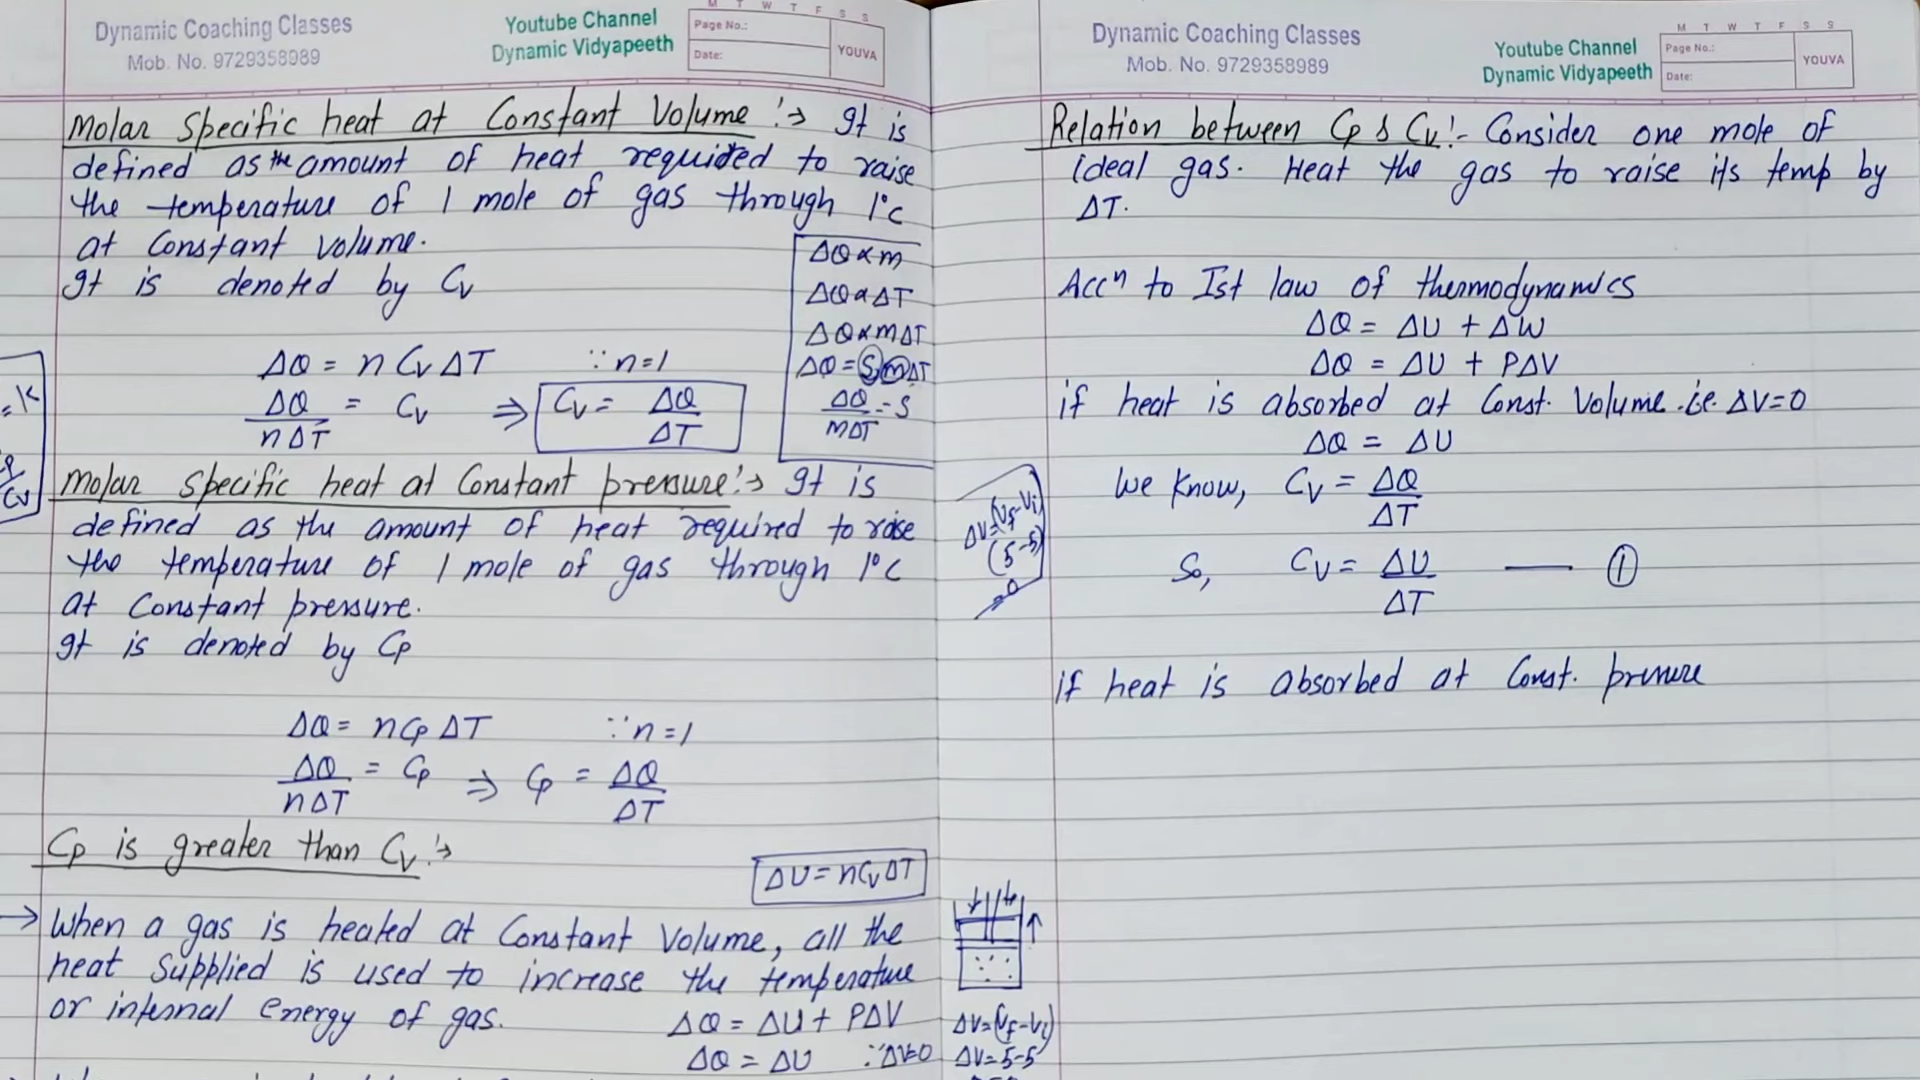 Dynamic Coaching Classes
Mob. No. 9729358989
Youtube Channel
Dynamic Vidyapeeth
M T W T F S S
Page No.:
Date:
YOUVA
Molar Specific heat at Constant Volume :→ It is
defined as the amount of heat required to raise
the temperature of 1 mole of gas through 1°C
at Constant volume.
It is denoted by Cv
ΔQ ∝ m
ΔQ ∝ ΔT
ΔQ ∝ mΔT
ΔQ = SmΔT
ΔQ/mΔT = S
ΔQ = n Cv ΔT ∵ n=1
ΔQ/nΔT = Cv ⇒ Cv = ΔQ/ΔT
= K
Cv
Molar Specific heat at Constant pressure :→ It is
defined as the amount of heat required to raise
the temperature of 1 mole of gas through 1°C
at Constant pressure.
It is denoted by Cp
ΔQ = nCp ΔT ∵ n=1
ΔQ/nΔT = Cp ⇒ Cp = ΔQ/ΔT
Cp is greater than Cv :→
ΔU = nCvΔT
→ When a gas is heated at Constant Volume, all the
heat Supplied is used to increase the temperature
or internal energy of gas.
ΔQ = ΔU + PΔV
ΔQ = ΔU ∵ ΔV=0
Dynamic Coaching Classes
Mob. No. 9729358989
Youtube Channel
Dynamic Vidyapeeth
M T W T F S S
Page No.:
Date:
YOUVA
Relation between Cp & Cv :- Consider one mole of
ideal gas. Heat the gas to raise its temp by
ΔT.
Accn to Ist law of thermodynamics
ΔQ = ΔU + ΔW
ΔQ = ΔU + PΔV
if heat is absorbed at Const. Volume .i.e. ΔV=0
ΔQ = ΔU
We Know, Cv = ΔQ/ΔT
So, Cv = ΔU/ΔT — ①
ΔV=(Vf-Vi)
(5-5)
=0
if heat is absorbed at Const. pressure
ΔV=(Vf-Vi)
ΔV=5-5